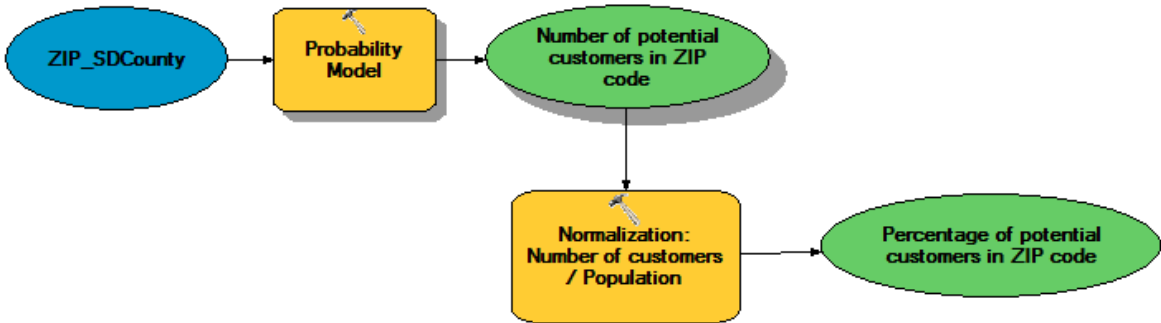 ZIP_SDCounty
Probability
Model
Number of potential
customers in ZIP
code
Normalization:
Number of customers
/ Population
Percentage of potential
customers in ZIP code